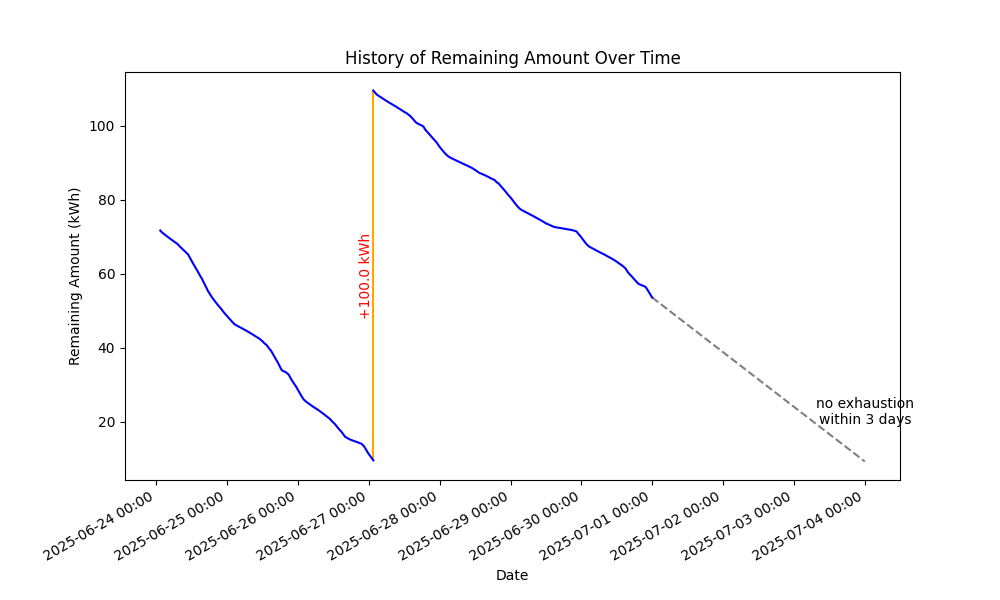 History of Remaining Amount Over Time
Remaining Amount (kWh)
100
80
60
40
20
+100.0 kWh
no exhaustion
within 3 days
2025-06-24 00:00
2025-06-25 00:00
2025-06-26 00:00
2025-06-27 00:00
2025-06-28 00:00
2025-06-29 00:00
2025-06-30 00:00
2025-07-01 00:00
2025-07-02 00:00
2025-07-03 00:00
2025-07-04 00:00
Date